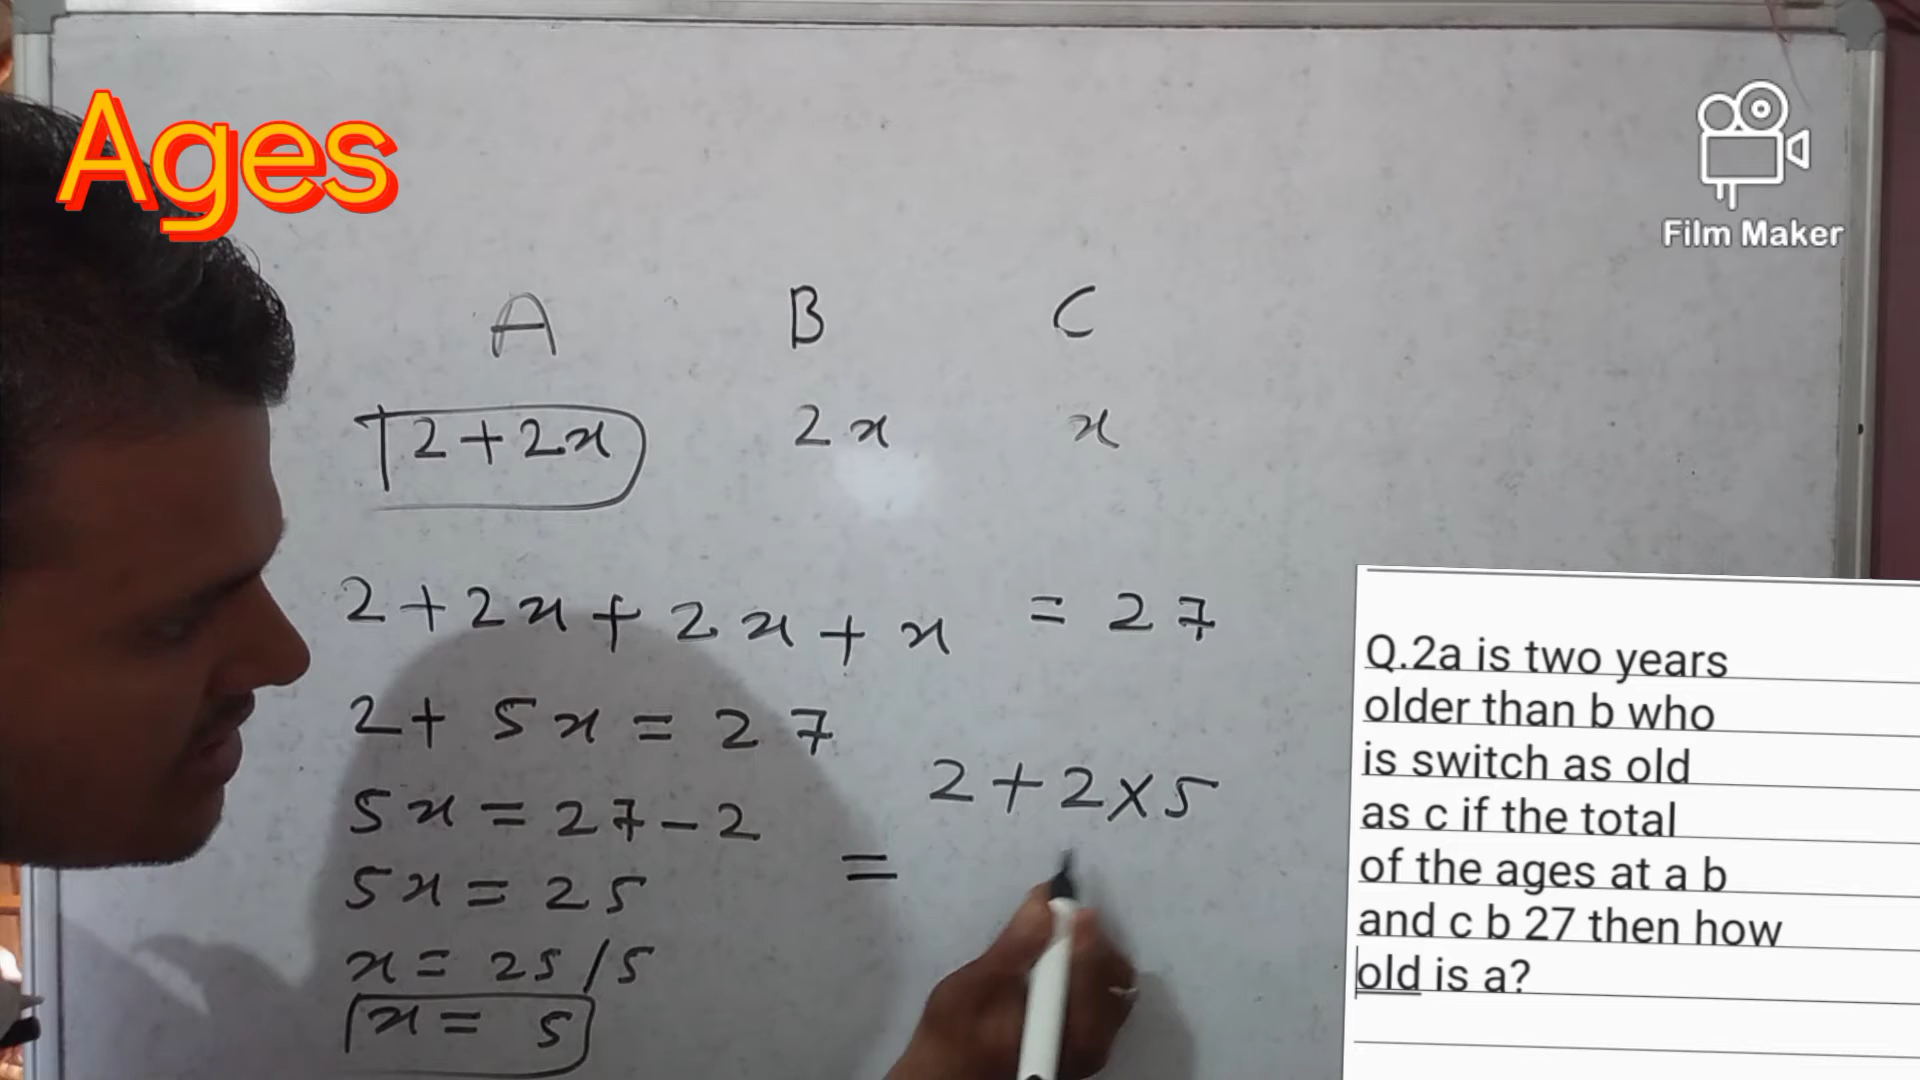 Ages
Film Maker
A B C
2+2x 2x x
2+2x+2x+x = 27
2+5x=27
5x=27-2
5x=25
x=25/5
x=5
2+2×5
=
Q.2a is two years
older than b who
is switch as old
as c if the total
of the ages at a b
and c b 27 then how
old is a?